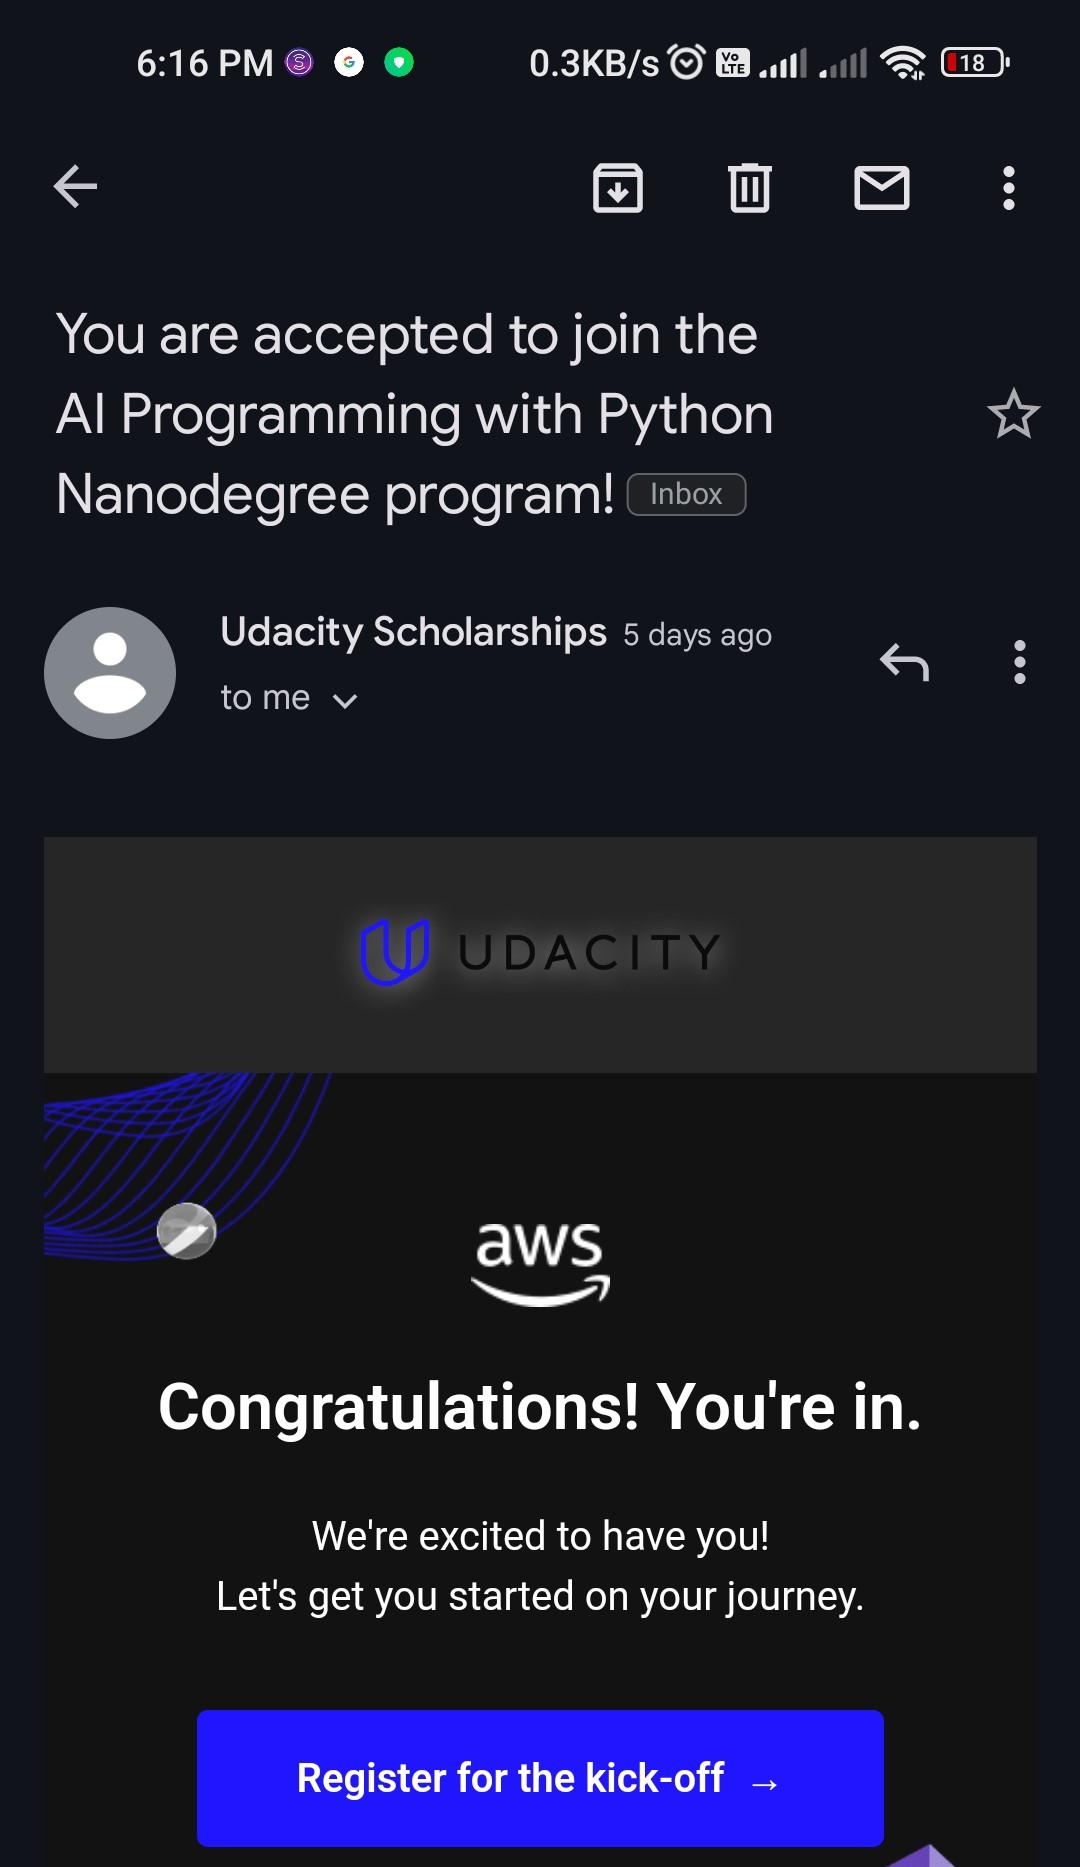 6:16 PM 0.3KB/s Vo LTE 18
You are accepted to join the
AI Programming with Python
Nanodegree program! Inbox
Udacity Scholarships 5 days ago
to me
UDACITY
aws
Congratulations! You're in.
We're excited to have you!
Let's get you started on your journey.
Register for the kick-off →